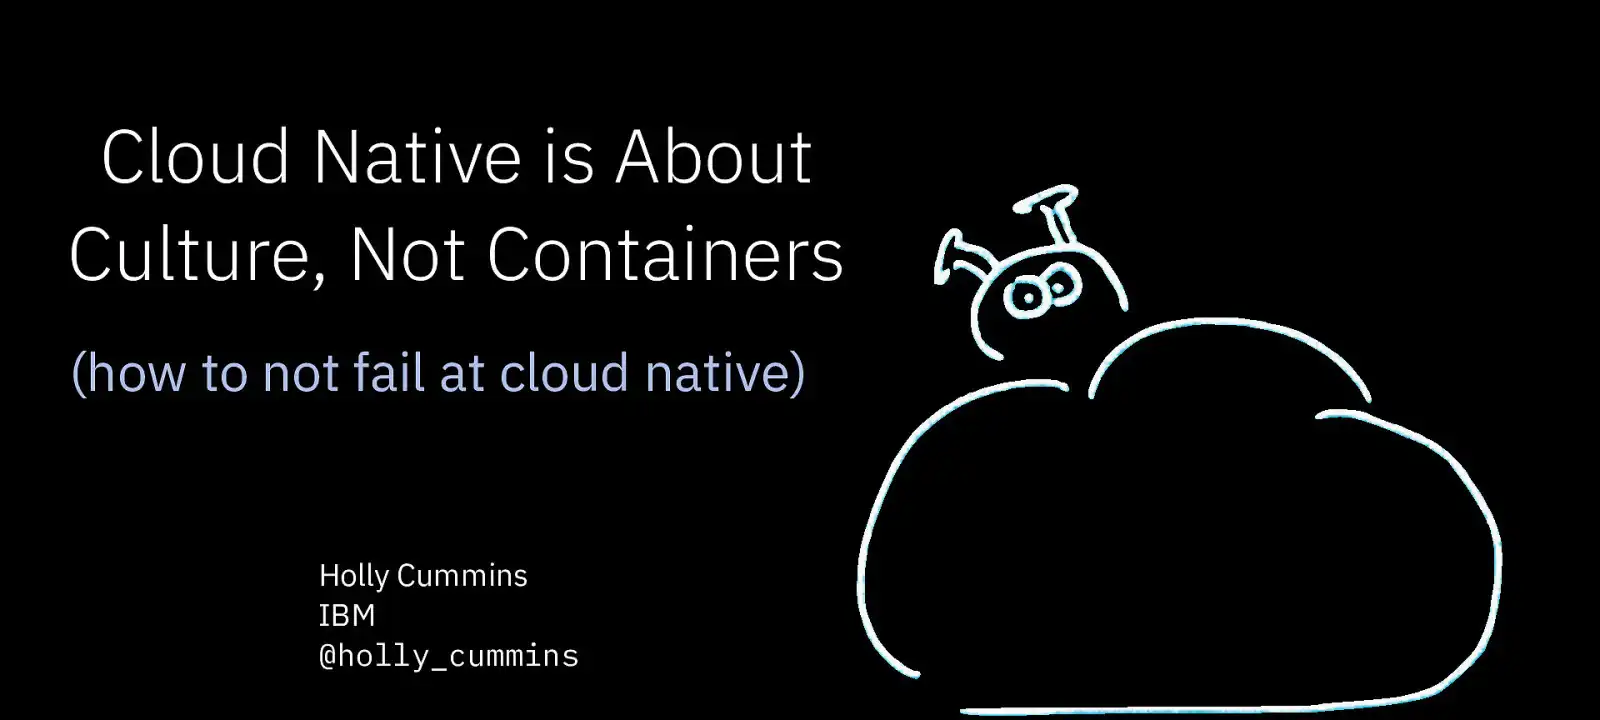 Cloud Native is About
Culture, Not Containers
(how to not fail at cloud native)
Holly Cummins
IBM
@holly_cummins